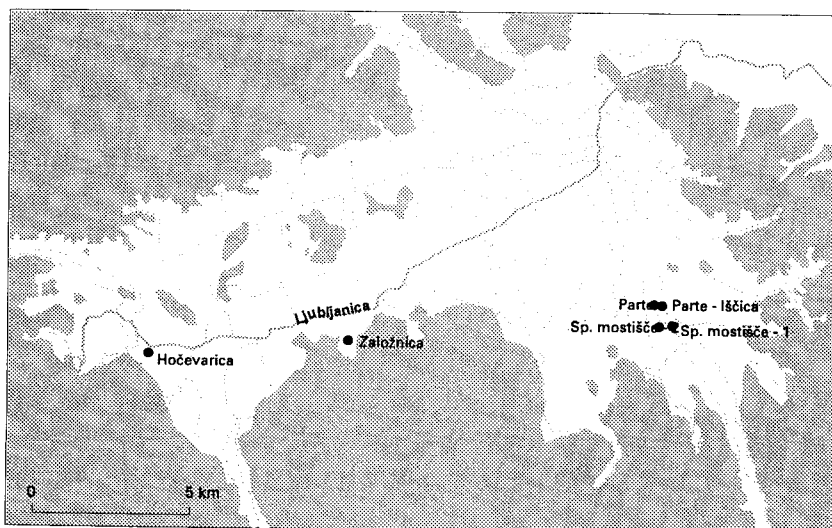 Ljubljanica
Parte
Parte - Iščica
Sp. mostišče
Sp. mostišče - 1
Založnica
Hočevarica
0
5 km